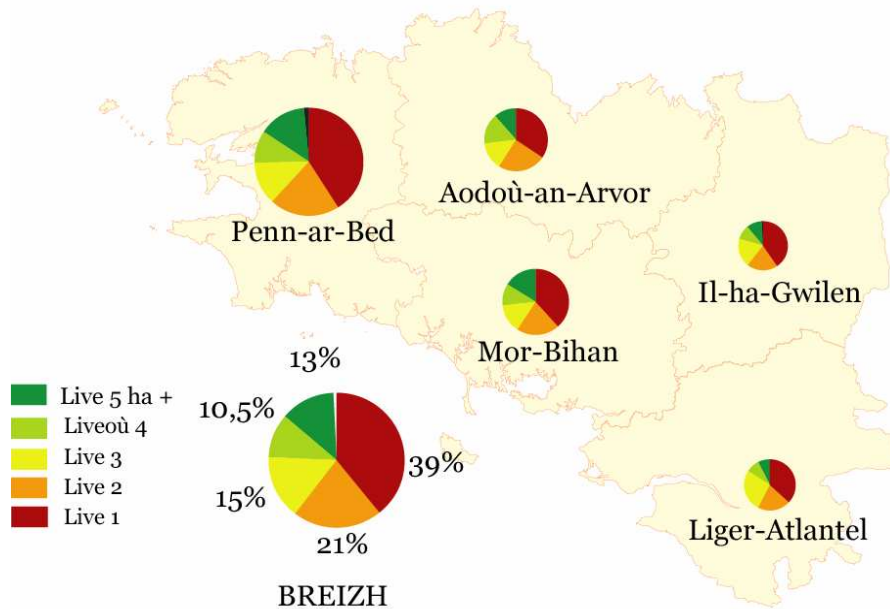 Aodoù-an-Arvor
Penn-ar-Bed
Il-ha-Gwilen
Mor-Bihan
13%
Live 5 ha +
10,5%
Liveoù 4
Live 3
39%
Live 2
15%
Live 1
Liger-Atlantel
21%
BREIZH